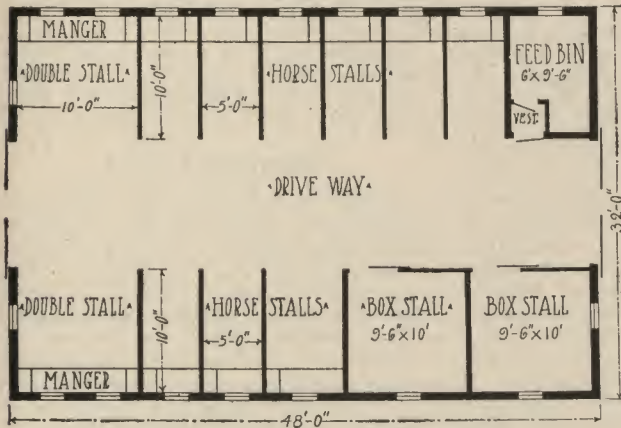 MANGER
DOUBLE STALL
10'-0"
10'-0"
5'-0"
HORSE STALLS
FEED BIN
6'x 9'-6"
VEST.
DRIVE WAY
32'-0"
DOUBLE STALL
10'-0"
HORSE STALLS
5'-0"
BOX STALL
9'-6"x10'
BOX STALL
9'-6"x10'
MANGER
48'-0"